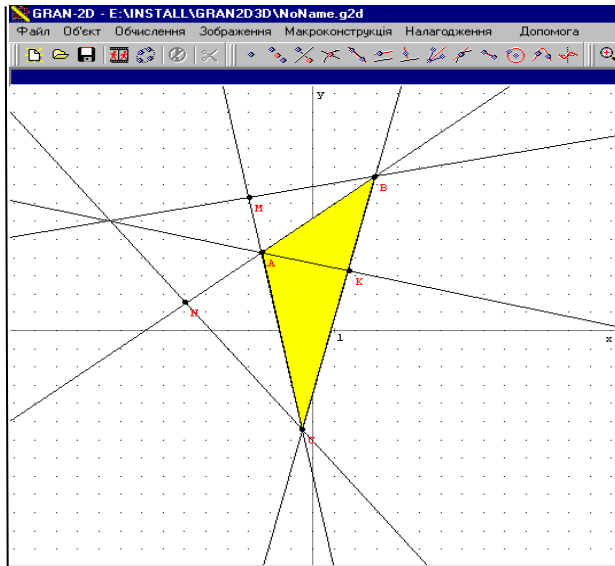 GRAN-2D - E:\INSTALL\GRAN2D3D\NoName.g2d
Файл Об'єкт Обчислення Зображення Макроконструкція Налагодження Допомога
Y
B
M
A
K
N
1
x
C